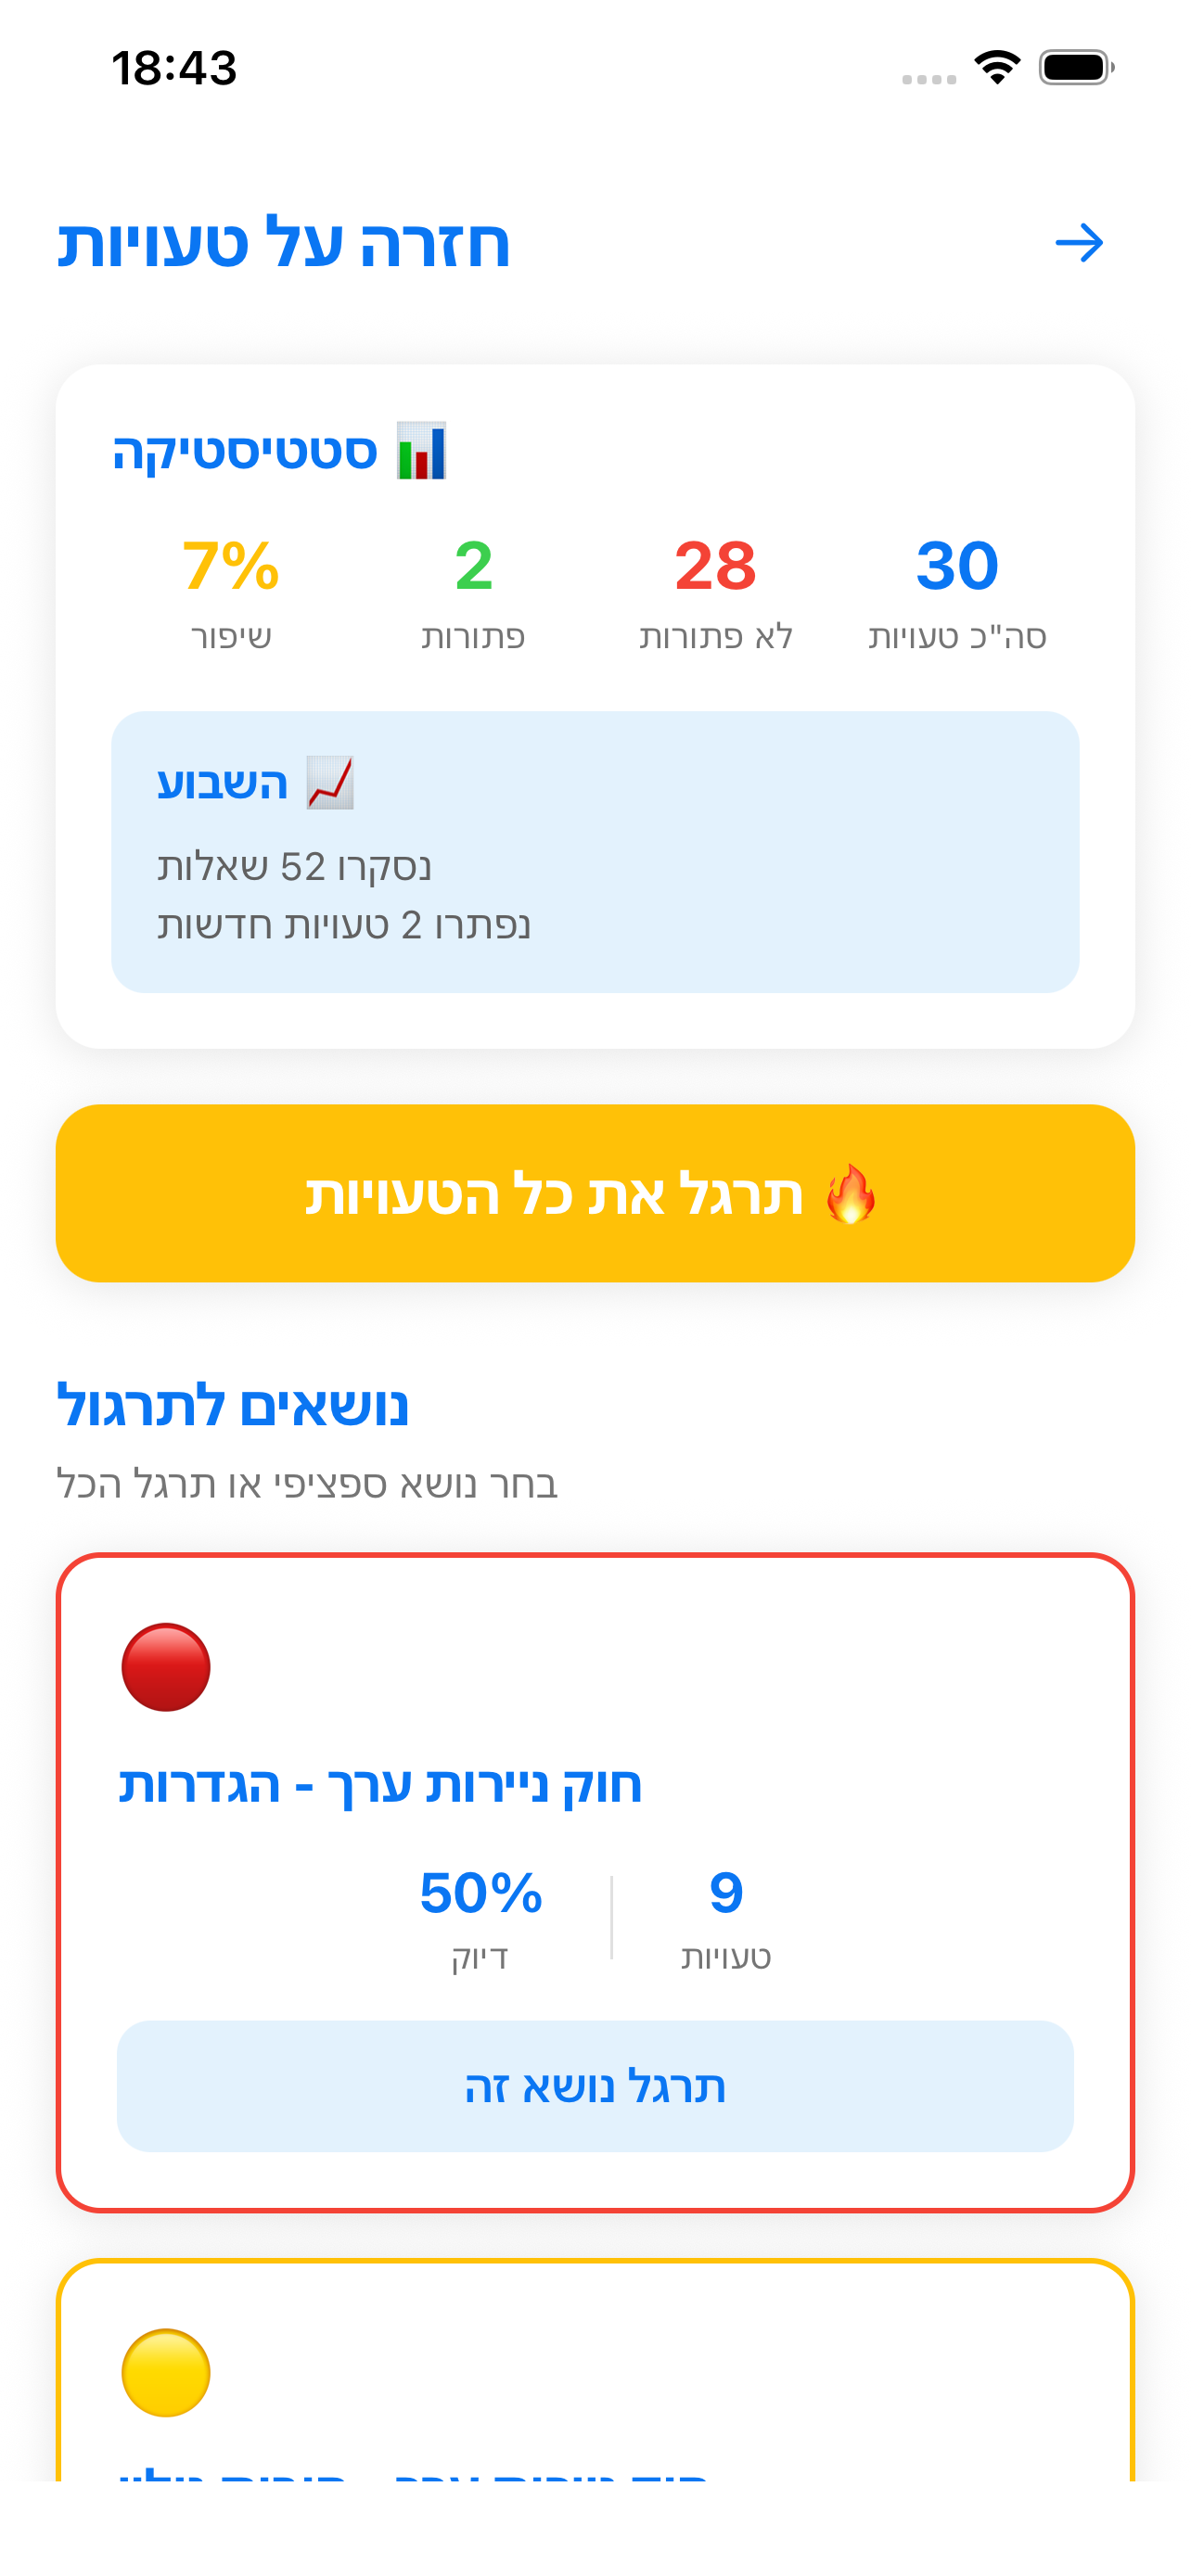 18:43
חזרה על טעויות
📊 סטטיסטיקה
30
סה"כ טעויות
28
לא פתורות
2
פתורות
7%
שיפור
📈 השבוע
נסקרו 52 שאלות
נפתרו 2 טעויות חדשות
🔥 תרגל את כל הטעויות
נושאים לתרגול
בחר נושא ספציפי או תרגל הכל
חוק ניירות ערך - הגדרות
9
טעויות
50%
דיוק
תרגל נושא זה